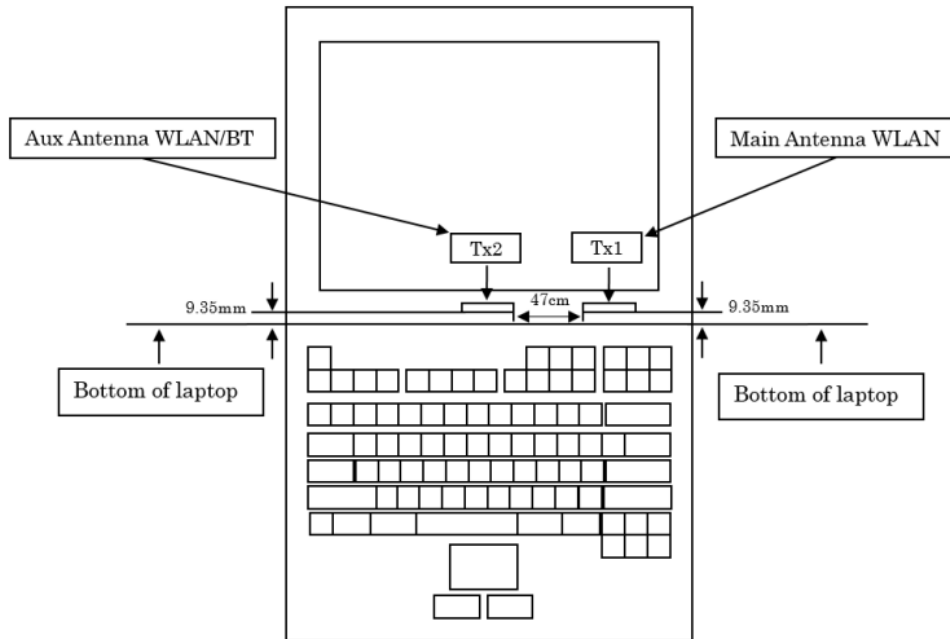 Aux Antenna WLAN/BT
Main Antenna WLAN
Tx2
Tx1
47cm
9.35mm
9.35mm
Bottom of laptop
Bottom of laptop